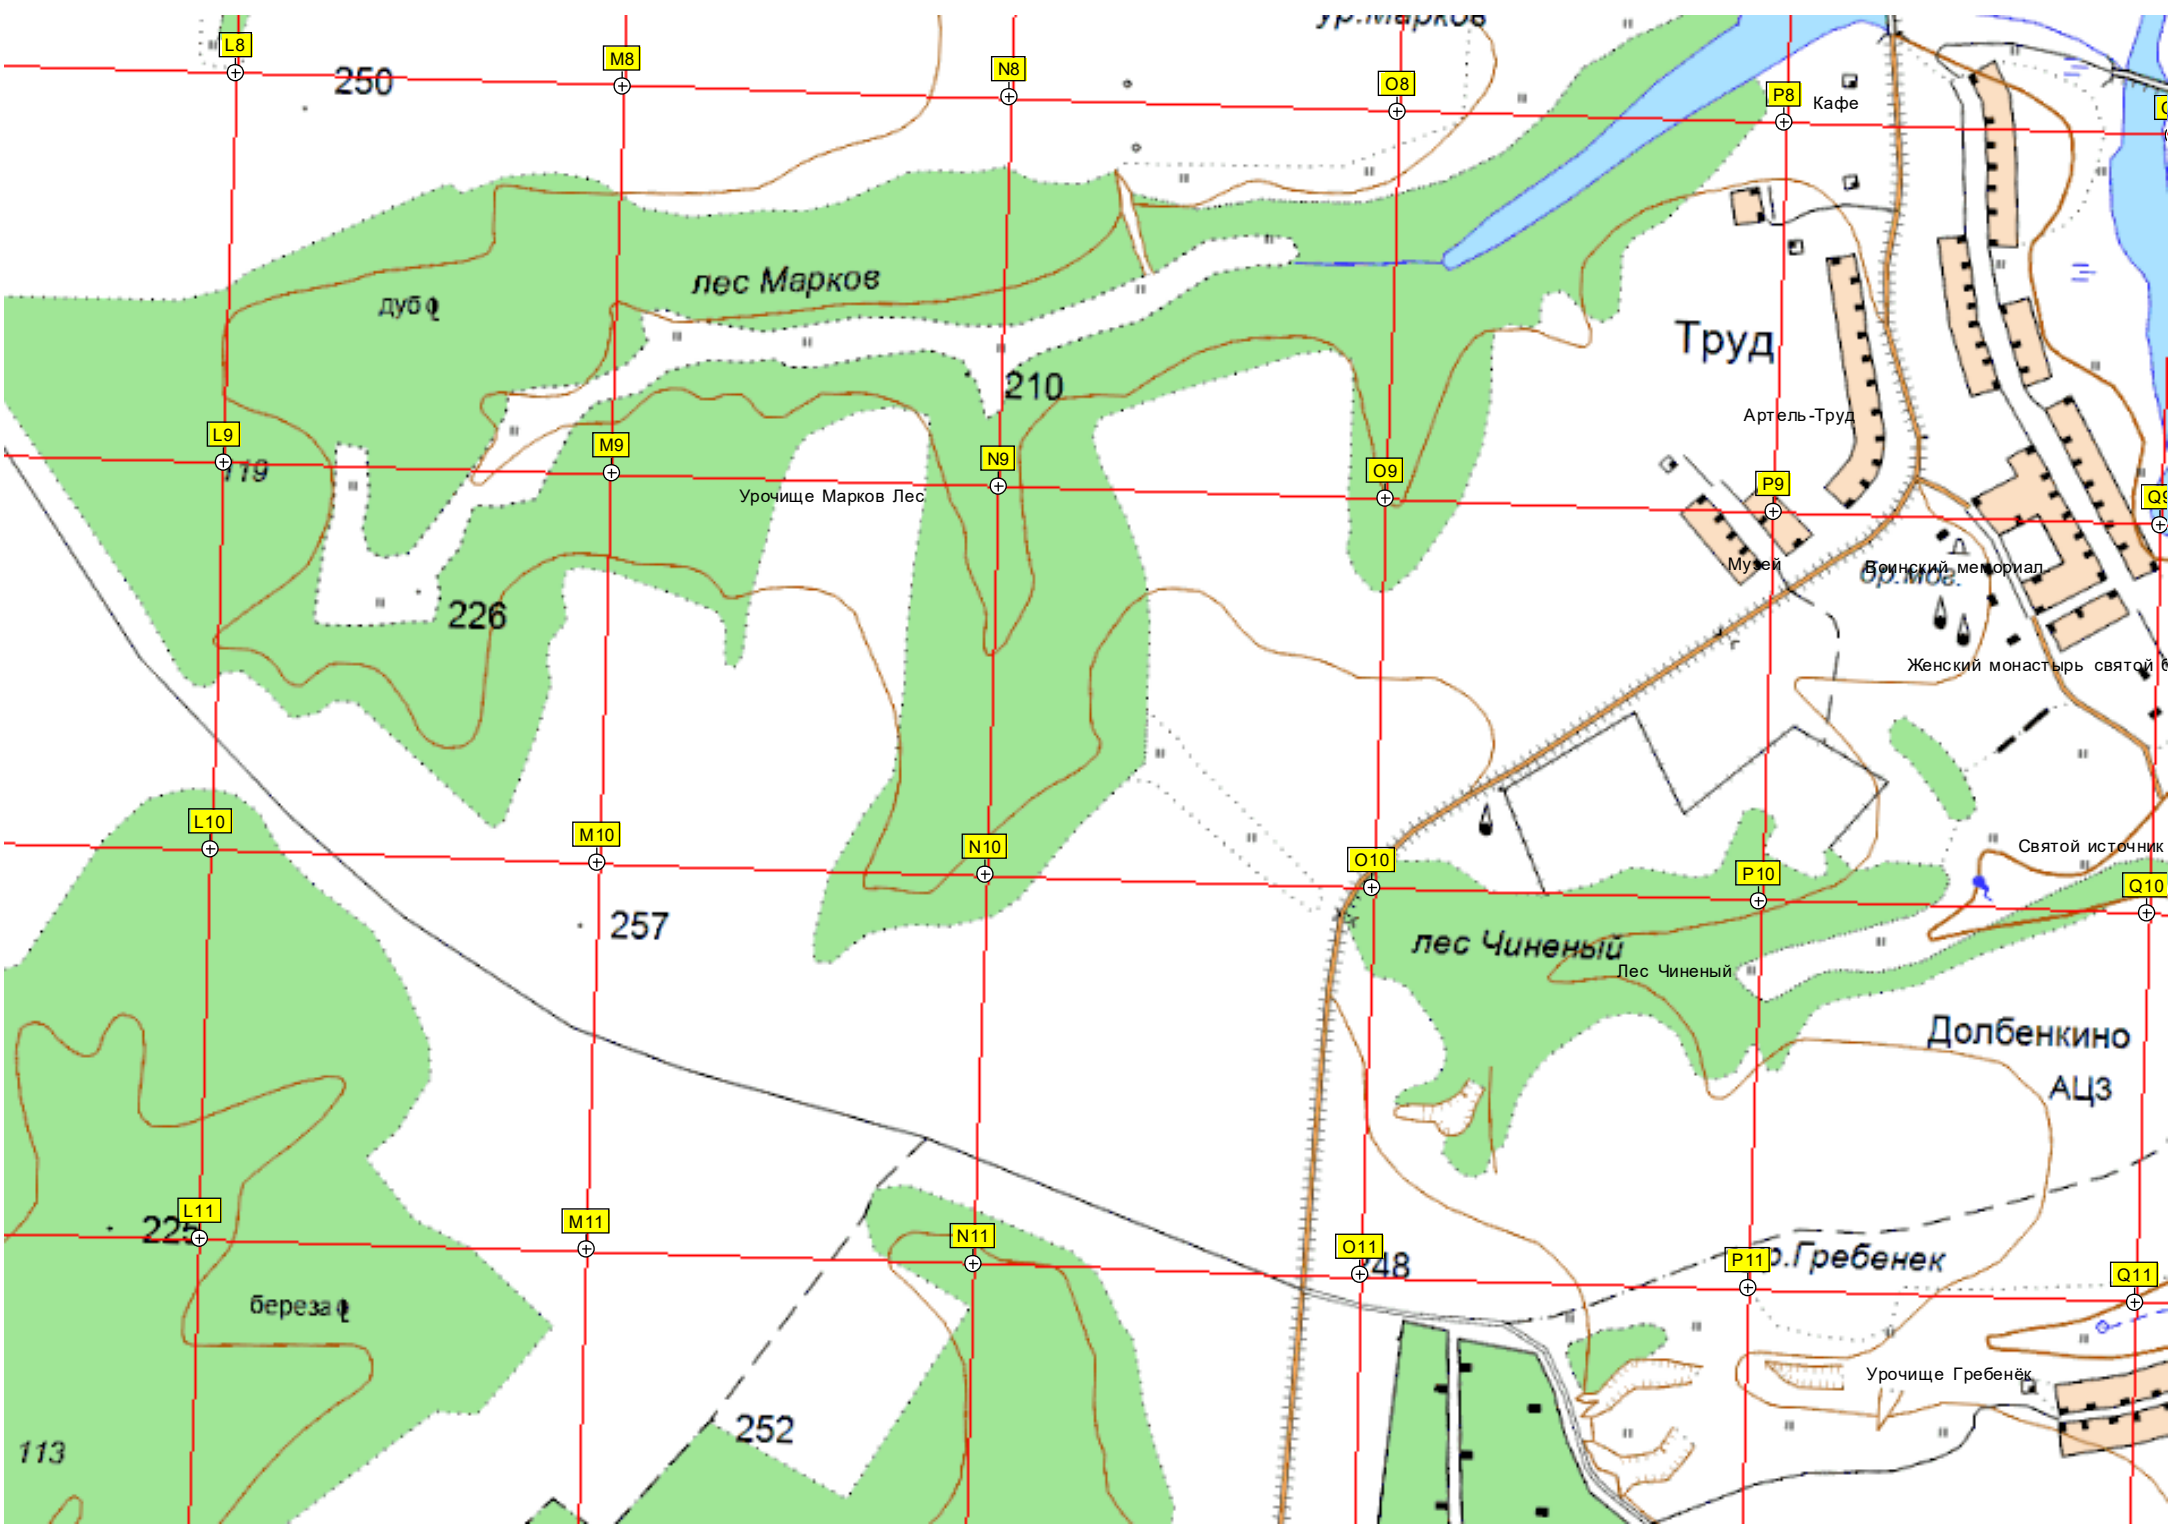 ур.Марков
L8
M8
N8
O8
P8
250
Кафе
лес Марков
дуб
Труд
210
Артель-Труд
L9
M9
N9
O9
P9
Q9
119
Урочище Марков Лес
Музей
Воинский мемориал
бр.мог.
226
Женский монастырь святой
L10
M10
N10
O10
P10
Q10
Святой источник
257
лес Чиненый
Лес Чиненый
Долбенкино
АЦЗ
L11
M11
N11
O11
P11
Q11
225
48
р.Гребенек
береза
Урочище Гребенёк
252
113